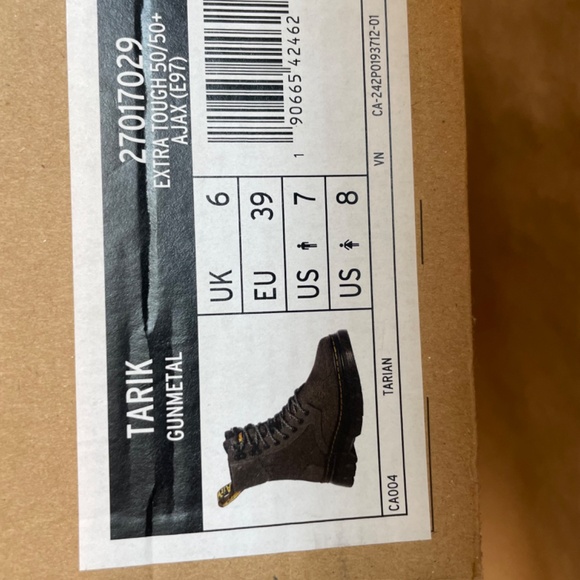 TARIK
GUNMETAL
27017029
EXTRA TOUGH 50/50+
AJAX (E97)
UK 6
EU 39
US 7
US 8
1 90665 42462
CA004 TARIAN VN CA-242P0193712-01